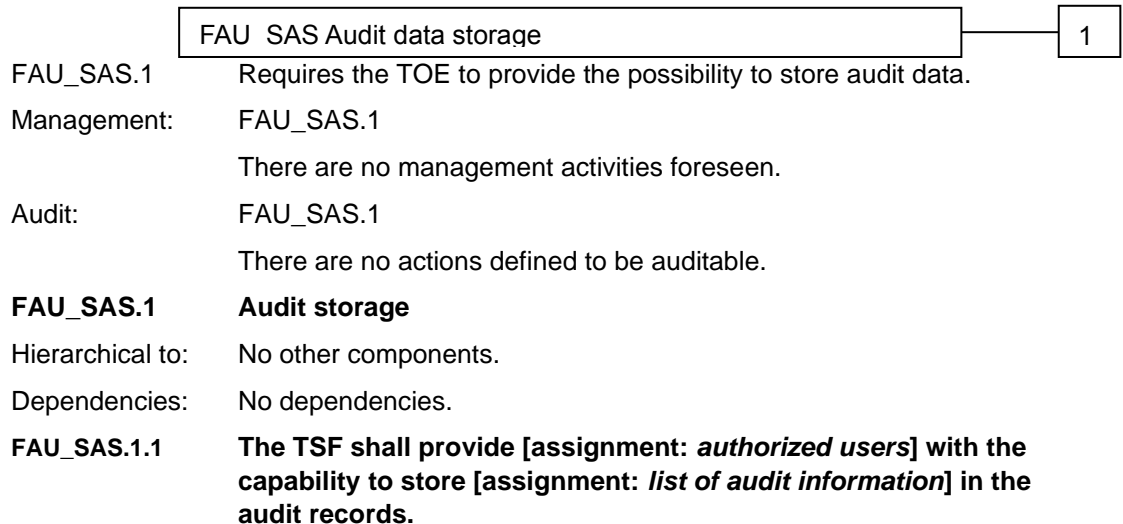 FAU_SAS Audit data storage 1
FAU_SAS.1 Requires the TOE to provide the possibility to store audit data.
Management: FAU_SAS.1
There are no management activities foreseen.
Audit: FAU_SAS.1
There are no actions defined to be auditable.
FAU_SAS.1 Audit storage
Hierarchical to: No other components.
Dependencies: No dependencies.
FAU_SAS.1.1 The TSF shall provide [assignment: authorized users] with the
capability to store [assignment: list of audit information] in the
audit records.